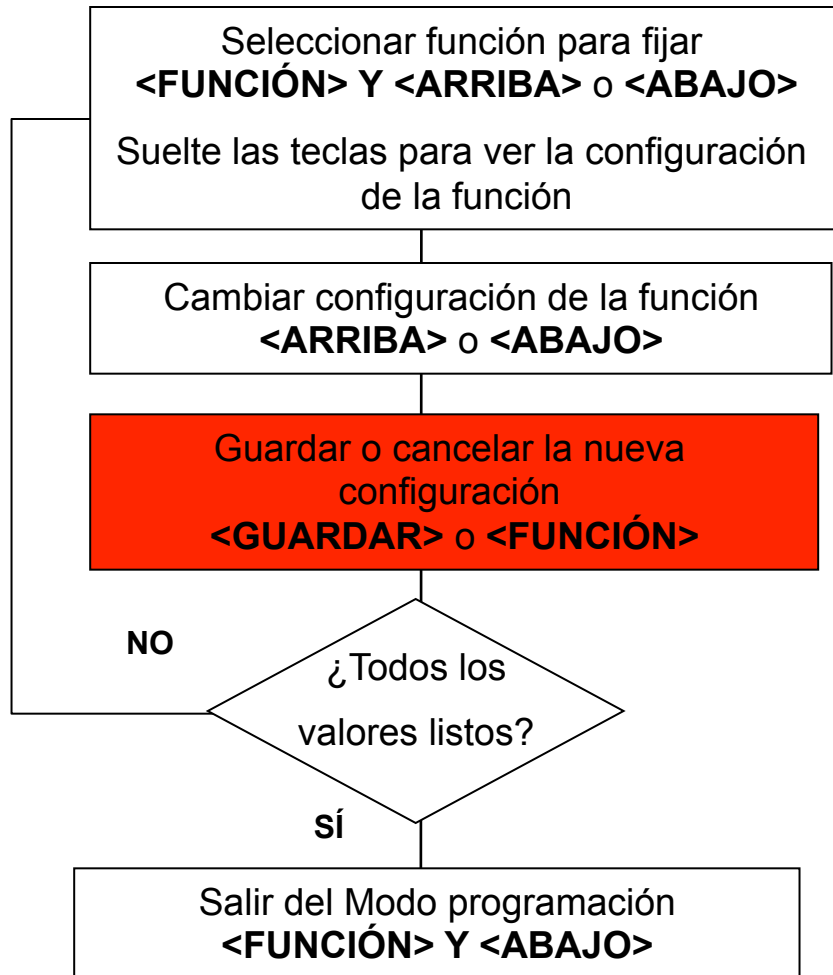 Seleccionar función para fijar
<FUNCIÓN> Y <ARRIBA> o <ABAJO>
Suelte las teclas para ver la configuración
de la función
Cambiar configuración de la función
<ARRIBA> o <ABAJO>
Guardar o cancelar la nueva
configuración
<GUARDAR> o <FUNCIÓN>
NO
¿Todos los
valores listos?
SÍ
Salir del Modo programación
<FUNCIÓN> Y <ABAJO>